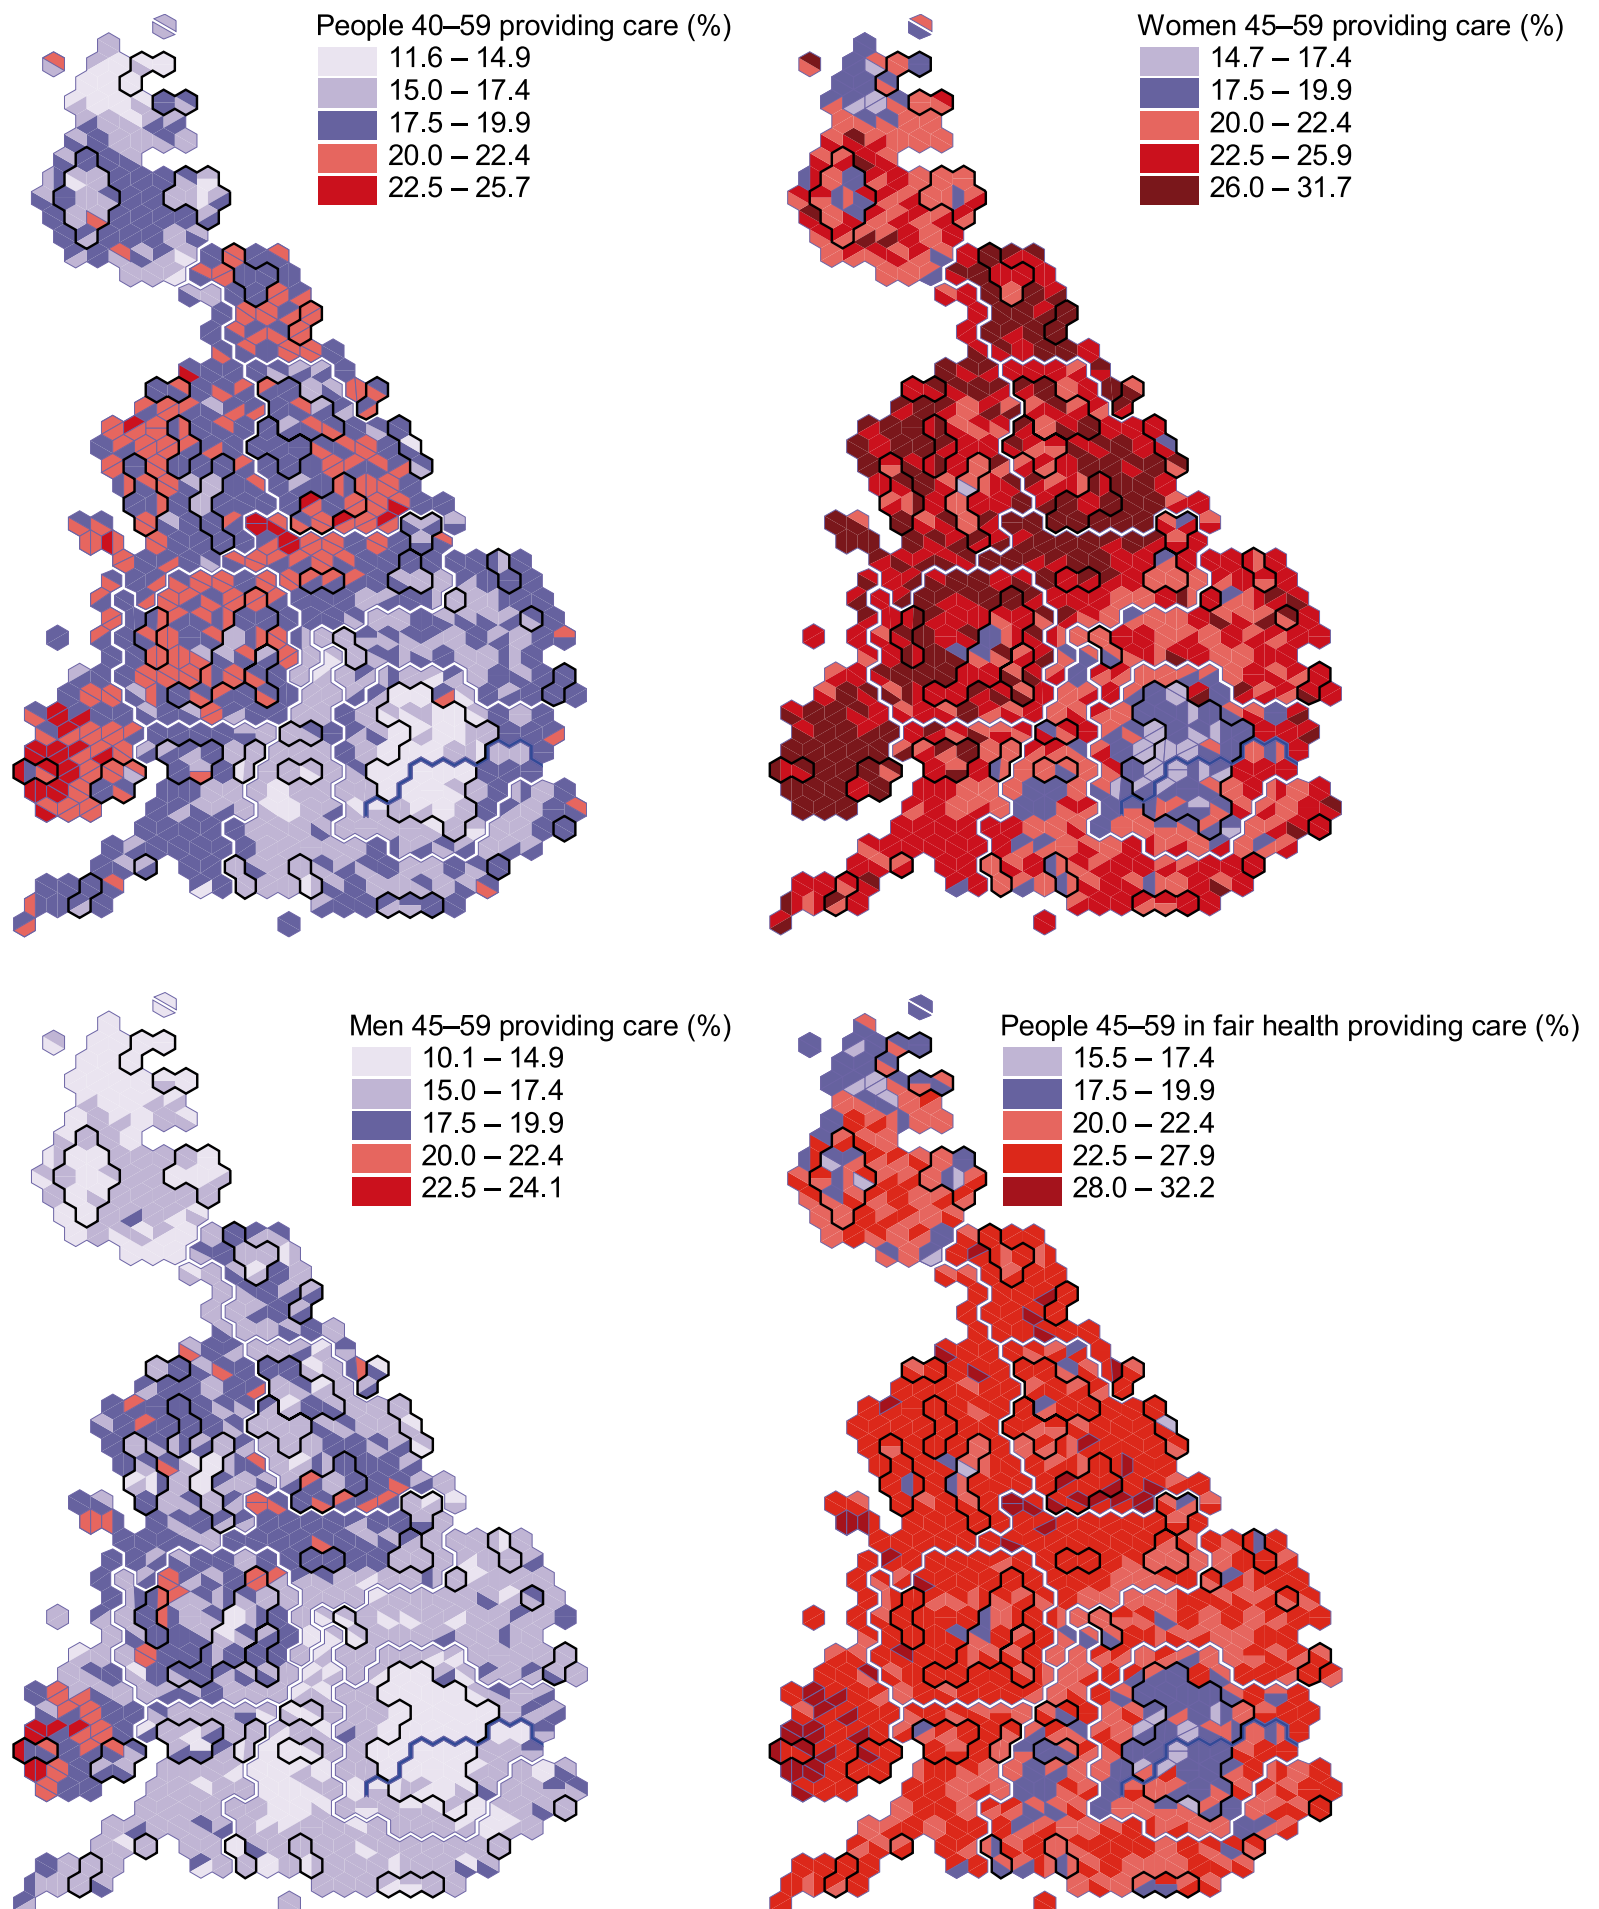 People 40–59 providing care (%)
11.6 – 14.9
15.0 – 17.4
17.5 – 19.9
20.0 – 22.4
22.5 – 25.7
Women 45–59 providing care (%)
14.7 – 17.4
17.5 – 19.9
20.0 – 22.4
22.5 – 25.9
26.0 – 31.7
Men 45–59 providing care (%)
10.1 – 14.9
15.0 – 17.4
17.5 – 19.9
20.0 – 22.4
22.5 – 24.1
People 45–59 in fair health providing care (%)
15.5 – 17.4
17.5 – 19.9
20.0 – 22.4
22.5 – 27.9
28.0 – 32.2